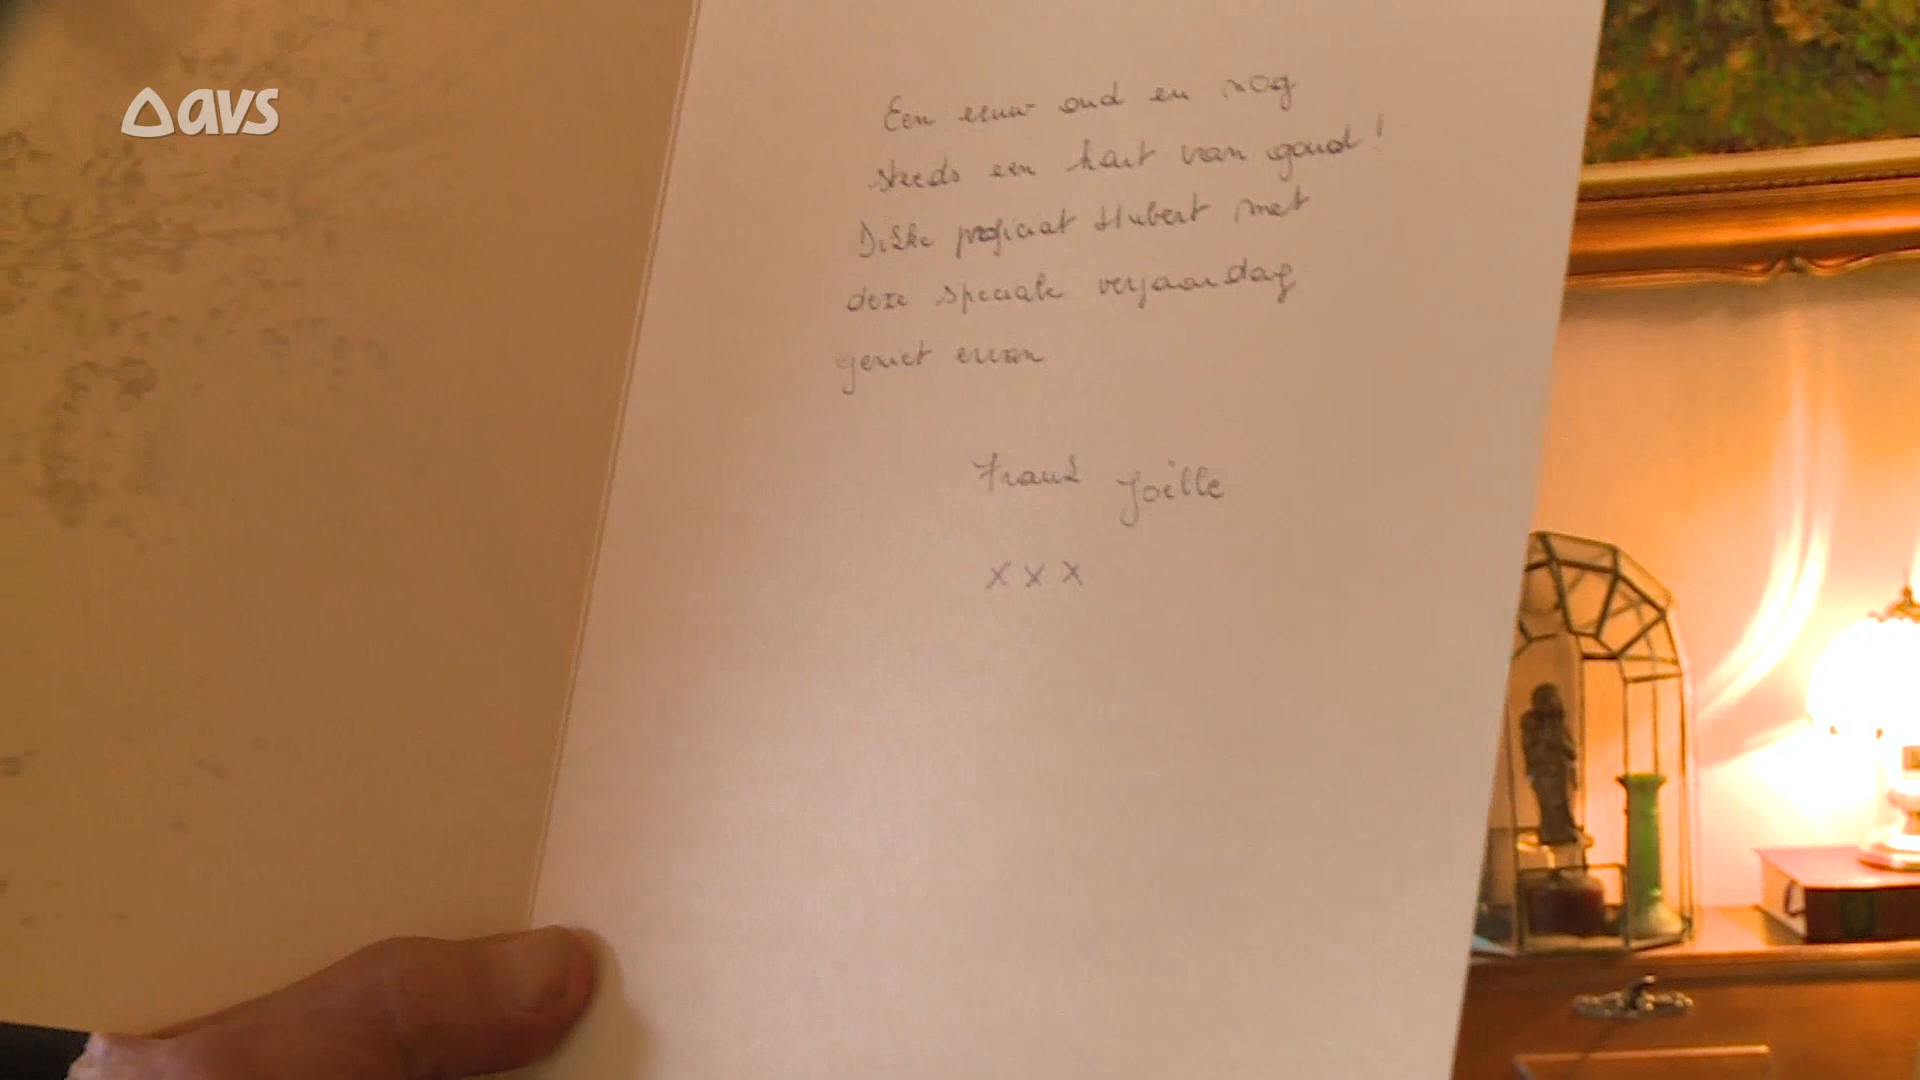 avs
Een eeuw oud en nog
steeds een hart van goud!
Dikke proficiat Hubert met
deze speciale verjaardag
geniet ervan
Frank Joëlle
x x x